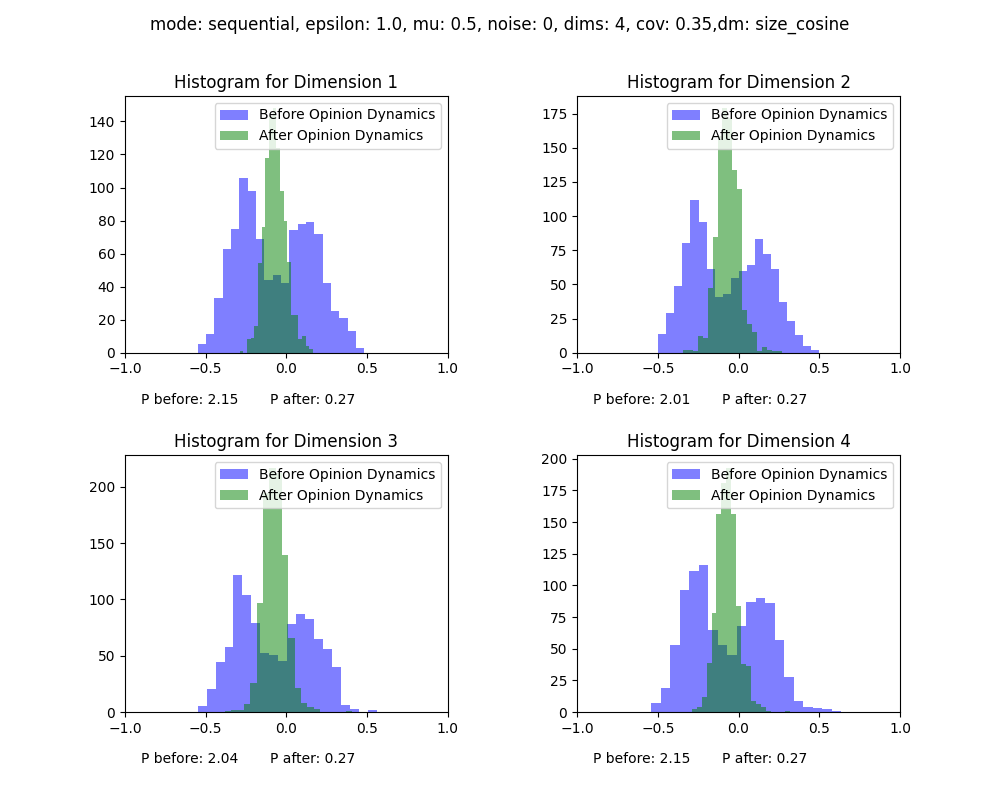 mode: sequential, epsilon: 1.0, mu: 0.5, noise: 0, dims: 4, cov: 0.35,dm: size_cosine
Histogram for Dimension 1
Before Opinion Dynamics
After Opinion Dynamics
140
120
100
80
60
40
20
0
−1.0 −0.5 0.0 0.5 1.0
P before: 2.15 P after: 0.27
Histogram for Dimension 2
Before Opinion Dynamics
After Opinion Dynamics
175
150
125
100
75
50
25
0
−1.0 −0.5 0.0 0.5 1.0
P before: 2.01 P after: 0.27
Histogram for Dimension 3
Before Opinion Dynamics
After Opinion Dynamics
200
150
100
50
0
−1.0 −0.5 0.0 0.5 1.0
P before: 2.04 P after: 0.27
Histogram for Dimension 4
Before Opinion Dynamics
After Opinion Dynamics
200
175
150
125
100
75
50
25
0
−1.0 −0.5 0.0 0.5 1.0
P before: 2.15 P after: 0.27